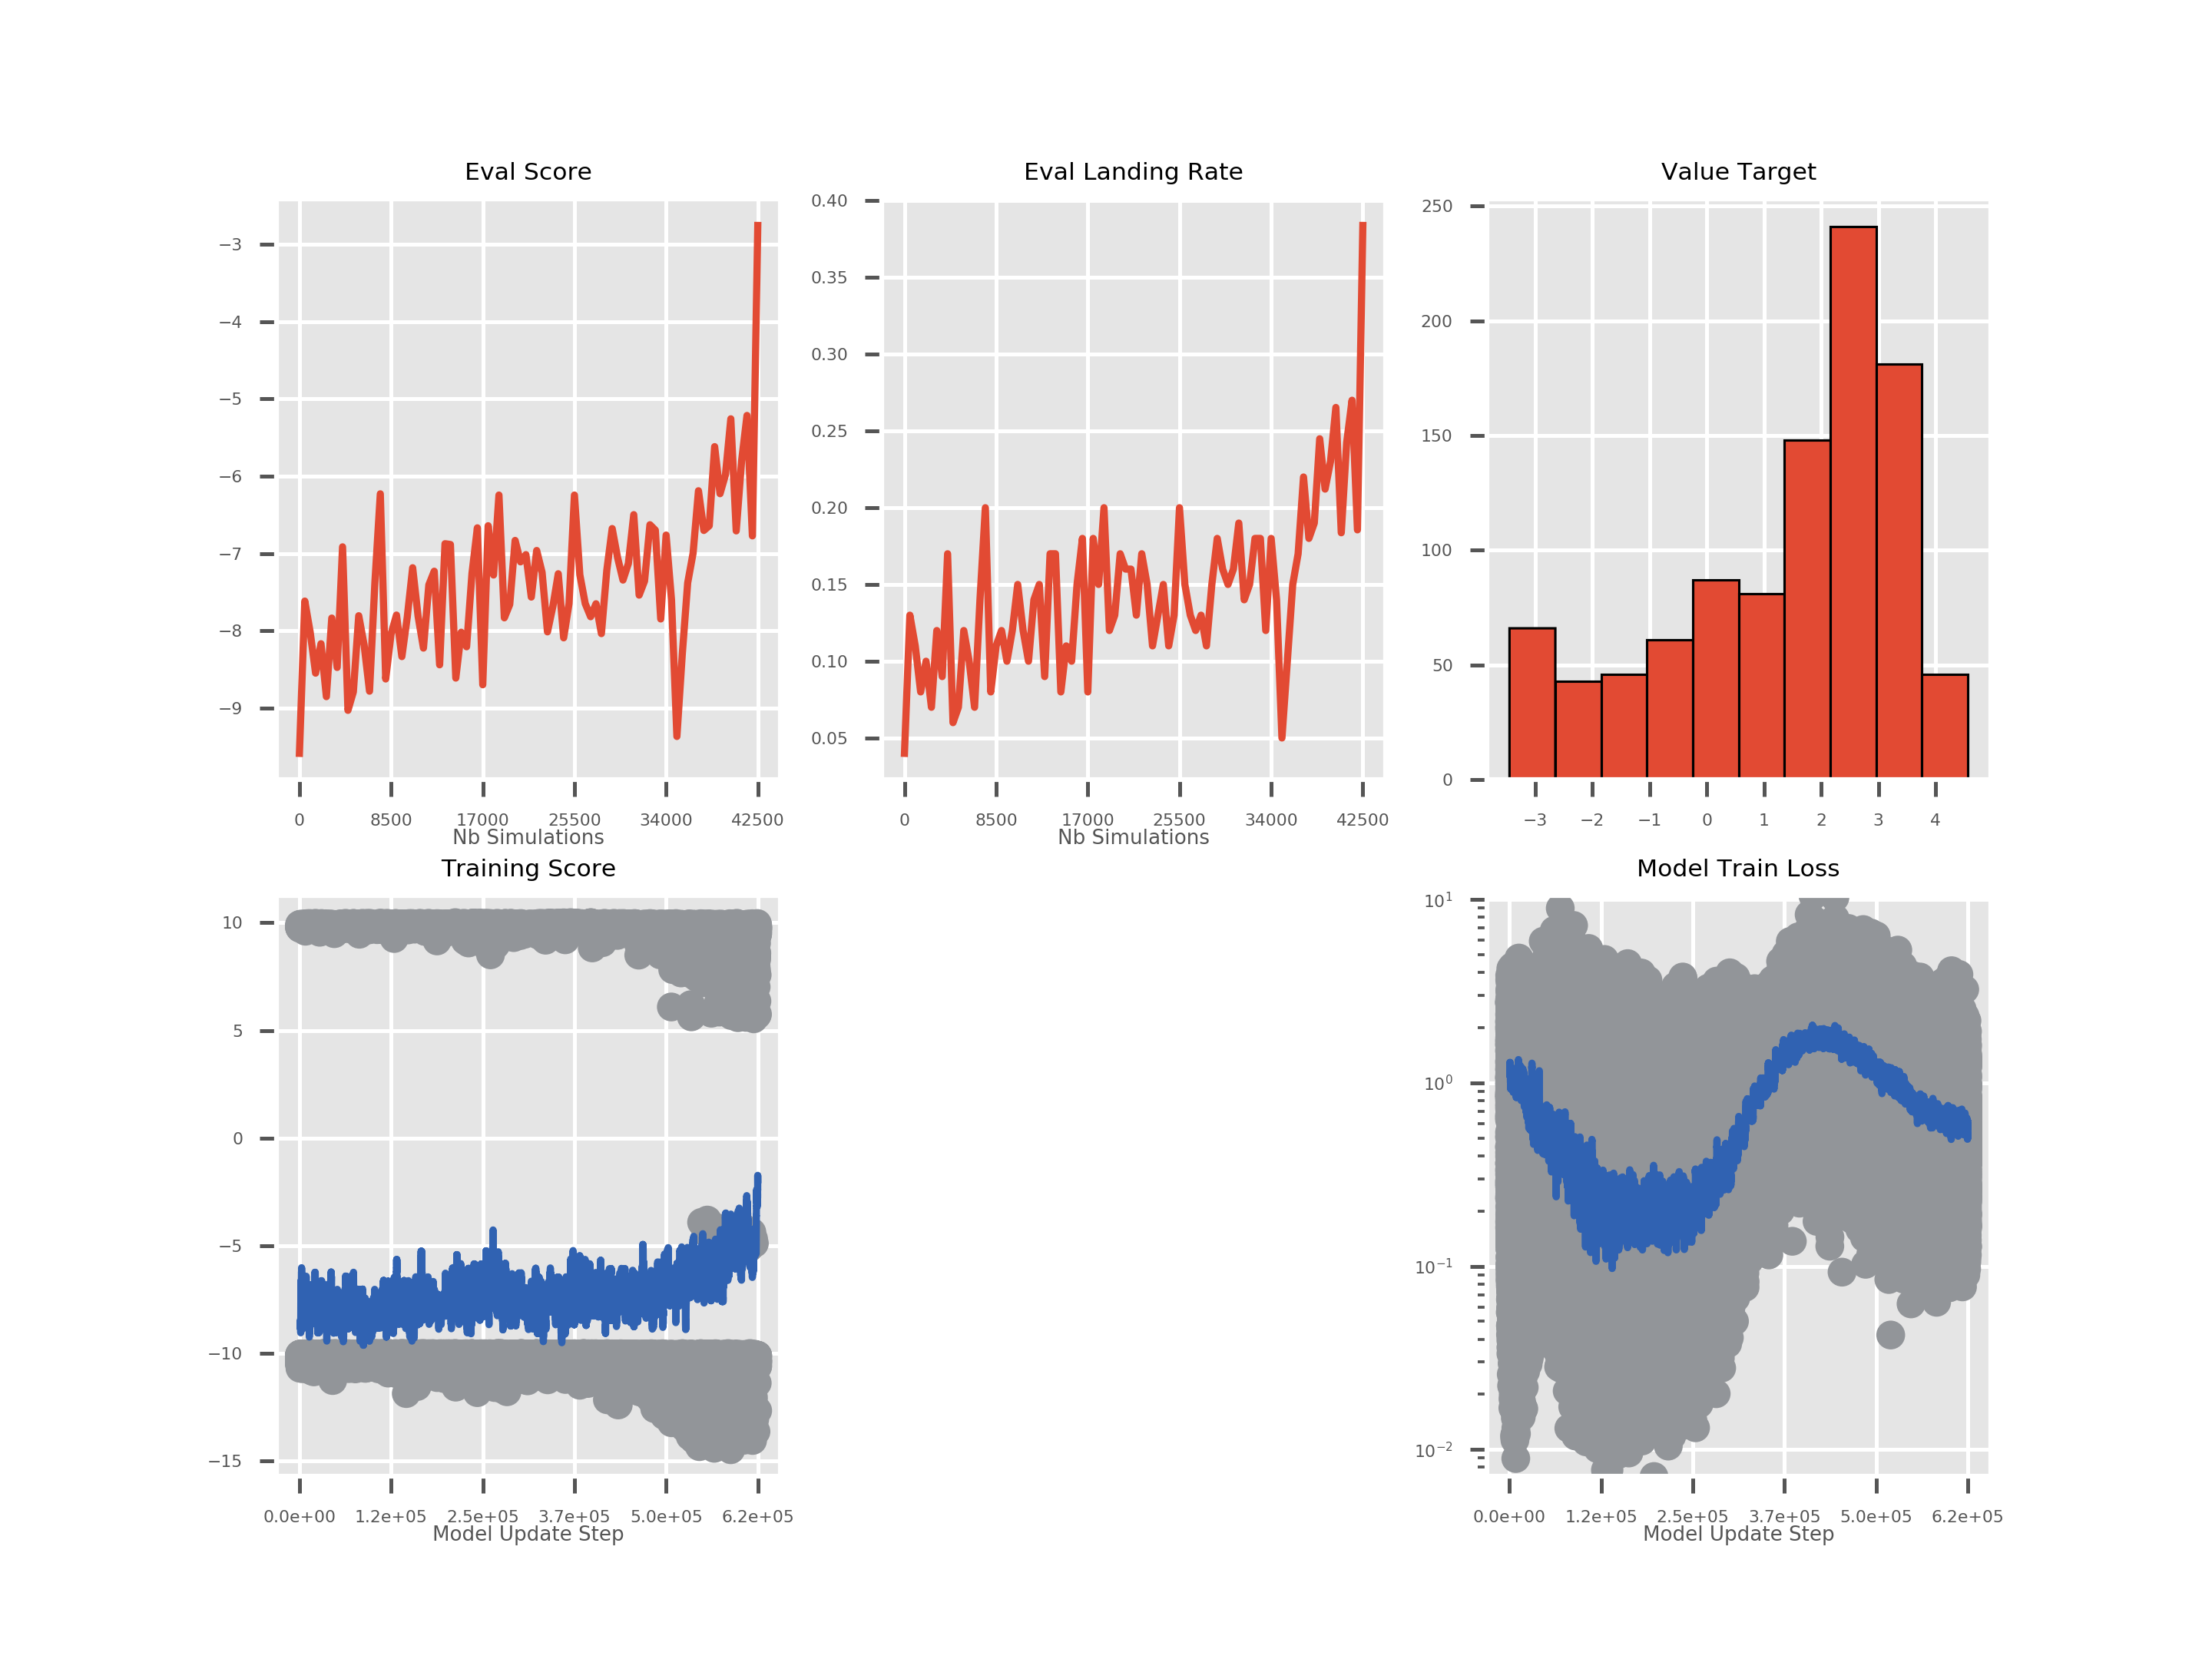 Eval Score
−3
−4
−5
−6
−7
−8
−9
0 8500 17000 25500 34000 42500
Nb Simulations
Eval Landing Rate
0.40
0.35
0.30
0.25
0.20
0.15
0.10
0.05
0 8500 17000 25500 34000 42500
Nb Simulations
Value Target
250
200
150
100
50
0
−3 −2 −1 0 1 2 3 4
Training Score
10
5
0
−5
−10
−15
0.0e+00 1.2e+05 2.5e+05 3.7e+05 5.0e+05 6.2e+05
Model Update Step
Model Train Loss
10¹
10⁰
10⁻¹
10⁻²
0.0e+00 1.2e+05 2.5e+05 3.7e+05 5.0e+05 6.2e+05
Model Update Step